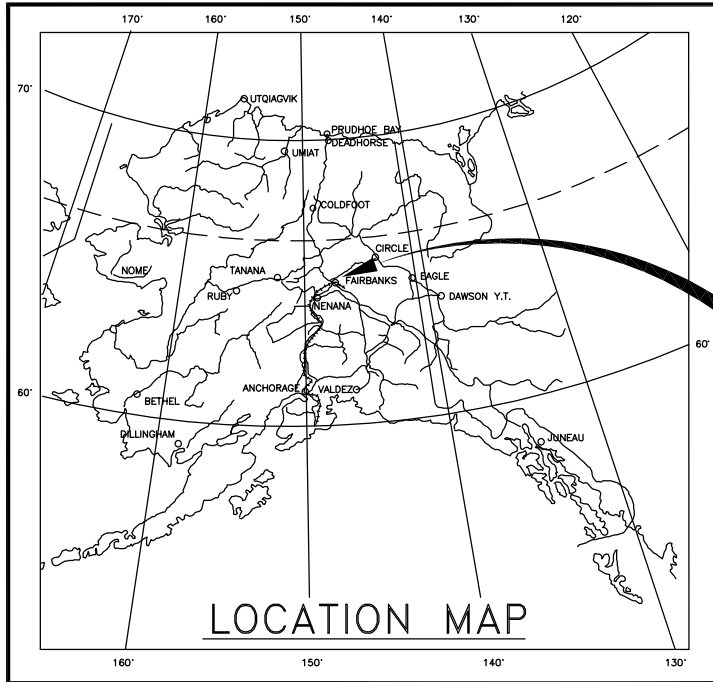 170° 160° 150° 140° 130° 120°
70°
UTQIAGVIK
PRUDHOE BAY
DEADHORSE
UMIAT
COLDFOOT
CIRCLE
NOME
TANANA
EAGLE
FAIRBANKS
RUBY
DAWSON Y.T.
NENANA
60°
60°
ANCHORAGE
VALDEZ
BETHEL
DILLINGHAM
JUNEAU
LOCATION MAP
160° 150° 140° 130°